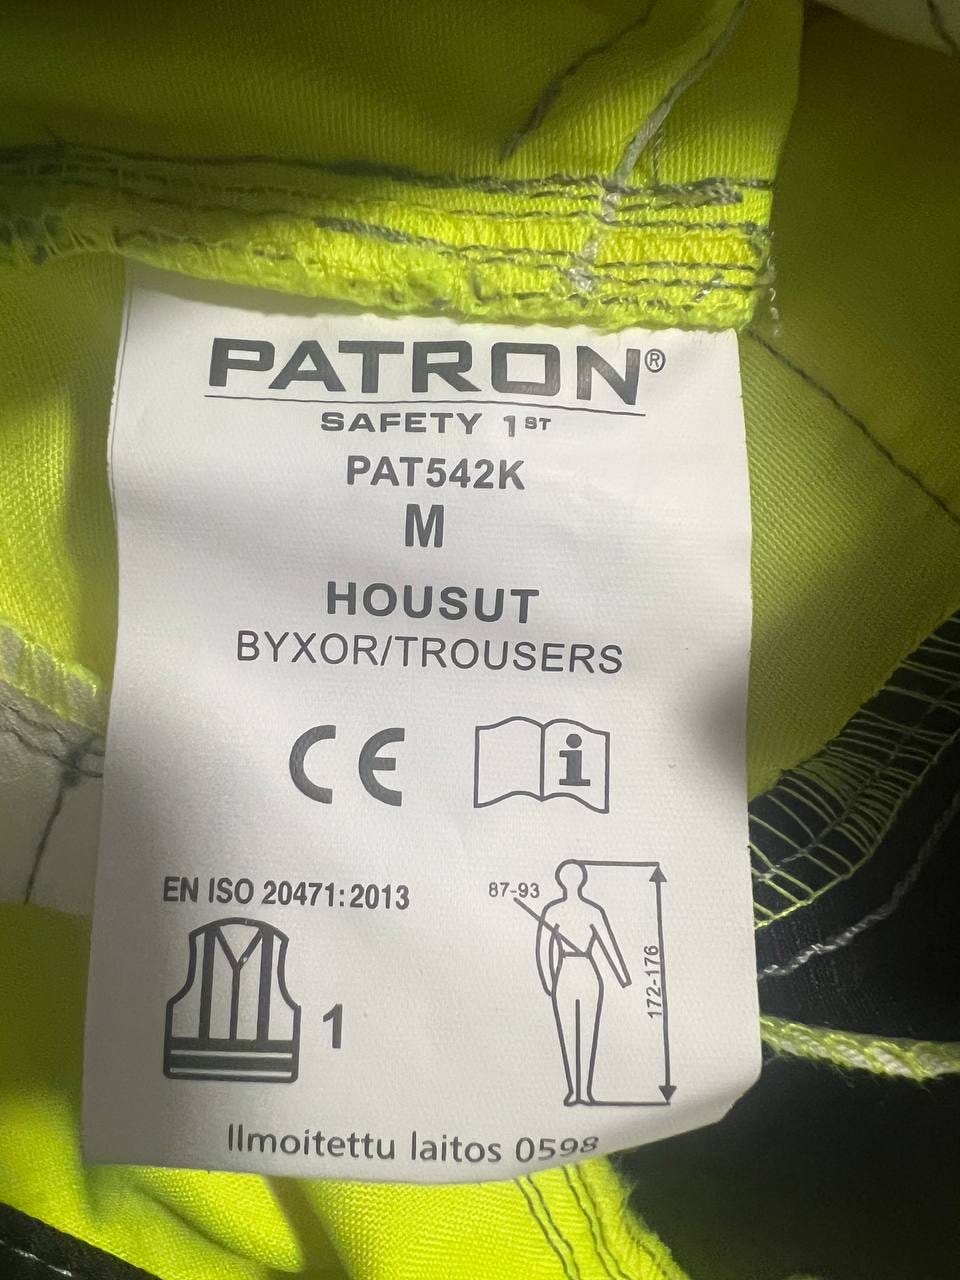 PATRON®
SAFETY 1ST
PAT542K
M
HOUSUT
BYXOR/TROUSERS
CE
i
EN ISO 20471:2013
87-93
172-176
1
Ilmoitettu laitos 0598